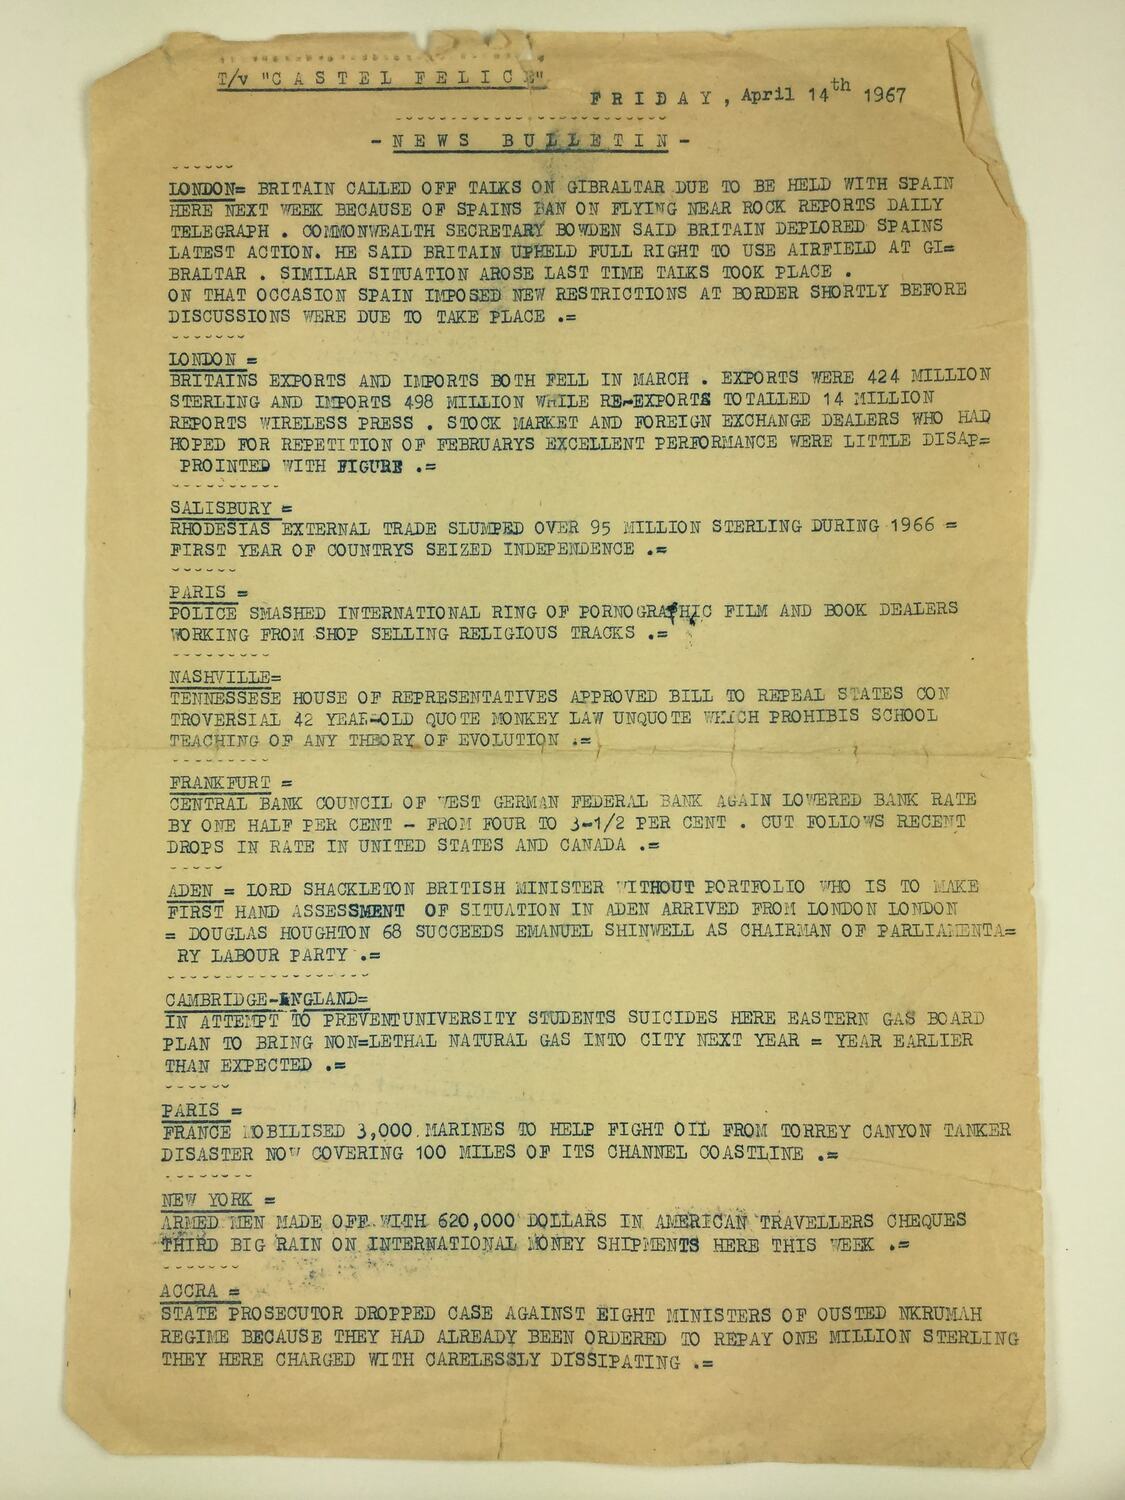 T/v "C A S T E L  F E L I C E"
F R I D A Y , April 14th 1967
- N E W S  B U L L E T I N -
LONDON= BRITAIN CALLED OFF TALKS ON GIBRALTAR DUE TO BE HELD WITH SPAIN
HERE NEXT WEEK BECAUSE OF SPAINS BAN ON FLYING NEAR ROCK REPORTS DAILY
TELEGRAPH . COMMONWEALTH SECRETARY BOWDEN SAID BRITAIN DEPLORED SPAINS
LATEST ACTION. HE SAID BRITAIN UPHELD FULL RIGHT TO USE AIRFIELD AT GI=
BRALTAR . SIMILAR SITUATION AROSE LAST TIME TALKS TOOK PLACE .
ON THAT OCCASION SPAIN IMPOSED NEW RESTRICTIONS AT BORDER SHORTLY BEFORE
DISCUSSIONS WERE DUE TO TAKE PLACE .=
LONDON =
BRITAINS EXPORTS AND IMPORTS BOTH FELL IN MARCH . EXPORTS WERE 424 MILLION
STERLING AND IMPORTS 498 MILLION WHILE RE-EXPORTS TOTALLED 14 MILLION
REPORTS WIRELESS PRESS . STOCK MARKET AND FOREIGN EXCHANGE DEALERS WHO HAD
HOPED FOR REPETITION OF FEBRUARYS EXCELLENT PERFORMANCE WERE LITTLE DISAP=
PROINTED WITH FIGURE .=
SALISBURY =
RHODESIAS EXTERNAL TRADE SLUMPED OVER 95 MILLION STERLING DURING 1966 =
FIRST YEAR OF COUNTRYS SEIZED INDEPENDENCE .=
PARIS =
POLICE SMASHED INTERNATIONAL RING OF PORNOGRAPHIC FILM AND BOOK DEALERS
WORKING FROM SHOP SELLING RELIGIOUS TRACKS .=
NASHVILLE=
TENNESSESE HOUSE OF REPRESENTATIVES APPROVED BILL TO REPEAL STATES CON
TROVERSIAL 42 YEAR-OLD QUOTE MONKEY LAW UNQUOTE WHICH PROHIBIS SCHOOL
TEACHING OF ANY THEORY OF EVOLUTION .=
FRANKFURT =
CENTRAL BANK COUNCIL OF WEST GERMAN FEDERAL BANK AGAIN LOWERED BANK RATE
BY ONE HALF PER CENT - FROM FOUR TO 3-1/2 PER CENT . CUT FOLLOWS RECENT
DROPS IN RATE IN UNITED STATES AND CANADA .=
ADEN = LORD SHACKLETON BRITISH MINISTER WITHOUT PORTFOLIO WHO IS TO MAKE
FIRST HAND ASSESSMENT OF SITUATION IN ADEN ARRIVED FROM LONDON LONDON
= DOUGLAS HOUGHTON 68 SUCCEEDS EMANUEL SHINWELL AS CHAIRMAN OF PARLIAMENTA=
RY LABOUR PARTY .=
CAMBRIDGE-ENGLAND=
IN ATTEMPT TO PREVENTUNIVERSITY STUDENTS SUICIDES HERE EASTERN GAS BOARD
PLAN TO BRING NON=LETHAL NATURAL GAS INTO CITY NEXT YEAR = YEAR EARLIER
THAN EXPECTED .=
PARIS =
FRANCE MOBILISED 3,000 MARINES TO HELP FIGHT OIL FROM TORREY CANYON TANKER
DISASTER NOW COVERING 100 MILES OF ITS CHANNEL COASTLINE .=
NEW YORK =
ARMED MEN MADE OFF WITH 620,000 DOLLARS IN AMERICAN TRAVELLERS CHEQUES
THIRD BIG RAIN ON INTERNATIONAL MONEY SHIPMENTS HERE THIS WEEK .=
ACCRA =
STATE PROSECUTOR DROPPED CASE AGAINST EIGHT MINISTERS OF OUSTED NKRUMAH
REGIME BECAUSE THEY HAD ALREADY BEEN ORDERED TO REPAY ONE MILLION STERLING
THEY HERE CHARGED WITH CARELESSLY DISSIPATING .=